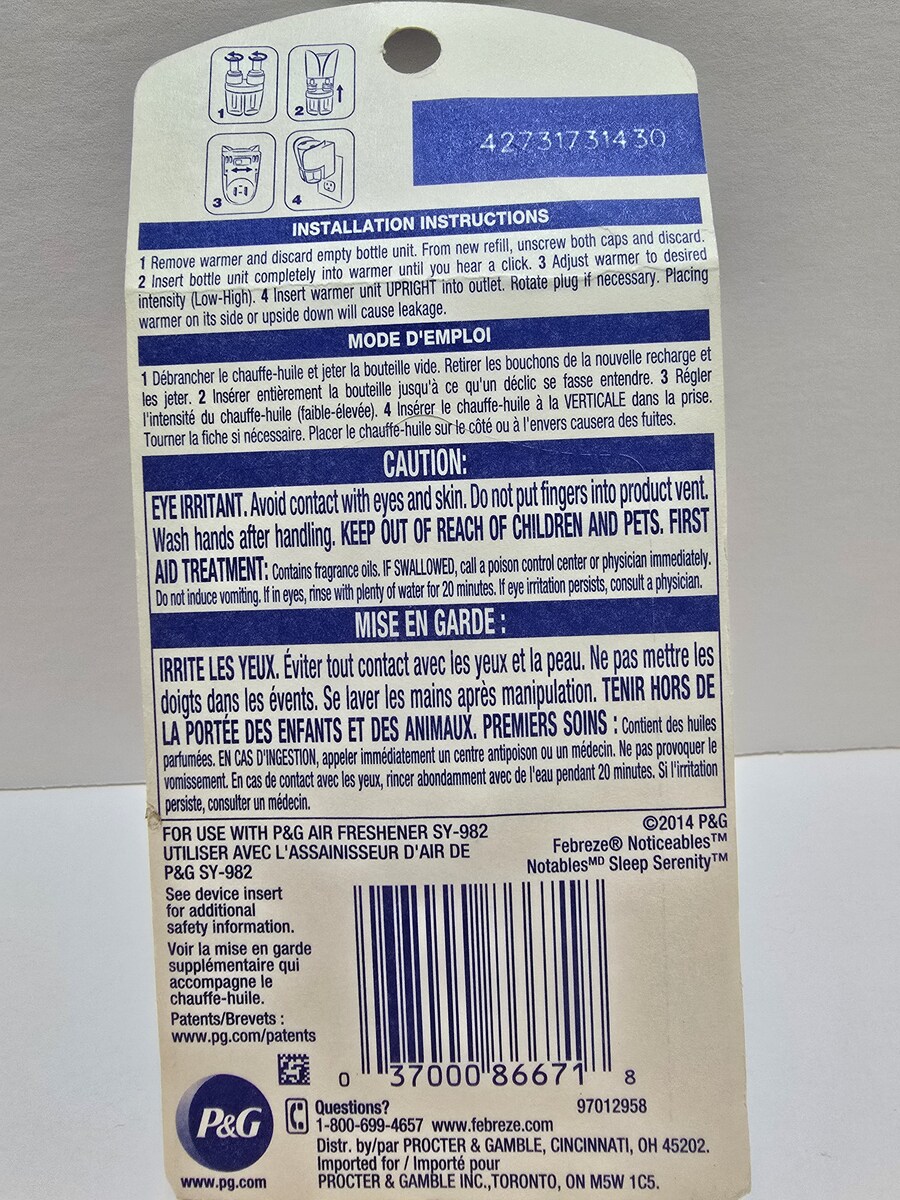 1
2
3
4
42731731430
INSTALLATION INSTRUCTIONS
1 Remove warmer and discard empty bottle unit. From new refill, unscrew both caps and discard.
2 Insert bottle unit completely into warmer until you hear a click. 3 Adjust warmer to desired
intensity (Low-High). 4 Insert warmer unit UPRIGHT into outlet. Rotate plug if necessary. Placing
warmer on its side or upside down will cause leakage.
MODE D'EMPLOI
1 Débrancher le chauffe-huile et jeter la bouteille vide. Retirer les bouchons de la nouvelle recharge et
les jeter. 2 Insérer entièrement la bouteille jusqu'à ce qu'un déclic se fasse entendre. 3 Régler
l'intensité du chauffe-huile (faible-élevée). 4 Insérer le chauffe-huile à la VERTICALE dans la prise.
Tourner la fiche si nécessaire. Placer le chauffe-huile sur le côté ou à l'envers causera des fuites.
CAUTION:
EYE IRRITANT. Avoid contact with eyes and skin. Do not put fingers into product vent.
Wash hands after handling. KEEP OUT OF REACH OF CHILDREN AND PETS. FIRST
AID TREATMENT: Contains fragrance oils. IF SWALLOWED, call a poison control center or physician immediately.
Do not induce vomiting. If in eyes, rinse with plenty of water for 20 minutes. If eye irritation persists, consult a physician.
MISE EN GARDE :
IRRITE LES YEUX. Éviter tout contact avec les yeux et la peau. Ne pas mettre les
doigts dans les évents. Se laver les mains après manipulation. TENIR HORS DE
LA PORTÉE DES ENFANTS ET DES ANIMAUX. PREMIERS SOINS : Contient des huiles
parfumées. EN CAS D'INGESTION, appeler immédiatement un centre antipoison ou un médecin. Ne pas provoquer le
vomissement. En cas de contact avec les yeux, rincer abondamment avec de l'eau pendant 20 minutes. Si l'irritation
persiste, consulter un médecin.
FOR USE WITH P&G AIR FRESHENER SY-982
UTILISER AVEC L'ASSAINISSEUR D'AIR DE
P&G SY-982
©2014 P&G
Febreze® Noticeables™
Notables MD Sleep Serenity™
See device insert
for additional
safety information.
Voir la mise en garde
supplémentaire qui
accompagne le
chauffe-huile.
Patents/Brevets :
www.pg.com/patents
0 37000 86671 8
P&G
www.pg.com
Questions? 97012958
1-800-699-4657 www.febreze.com
Distr. by/par PROCTER & GAMBLE, CINCINNATI, OH 45202.
Imported for / Importé pour
PROCTER & GAMBLE INC.,TORONTO, ON M5W 1C5.